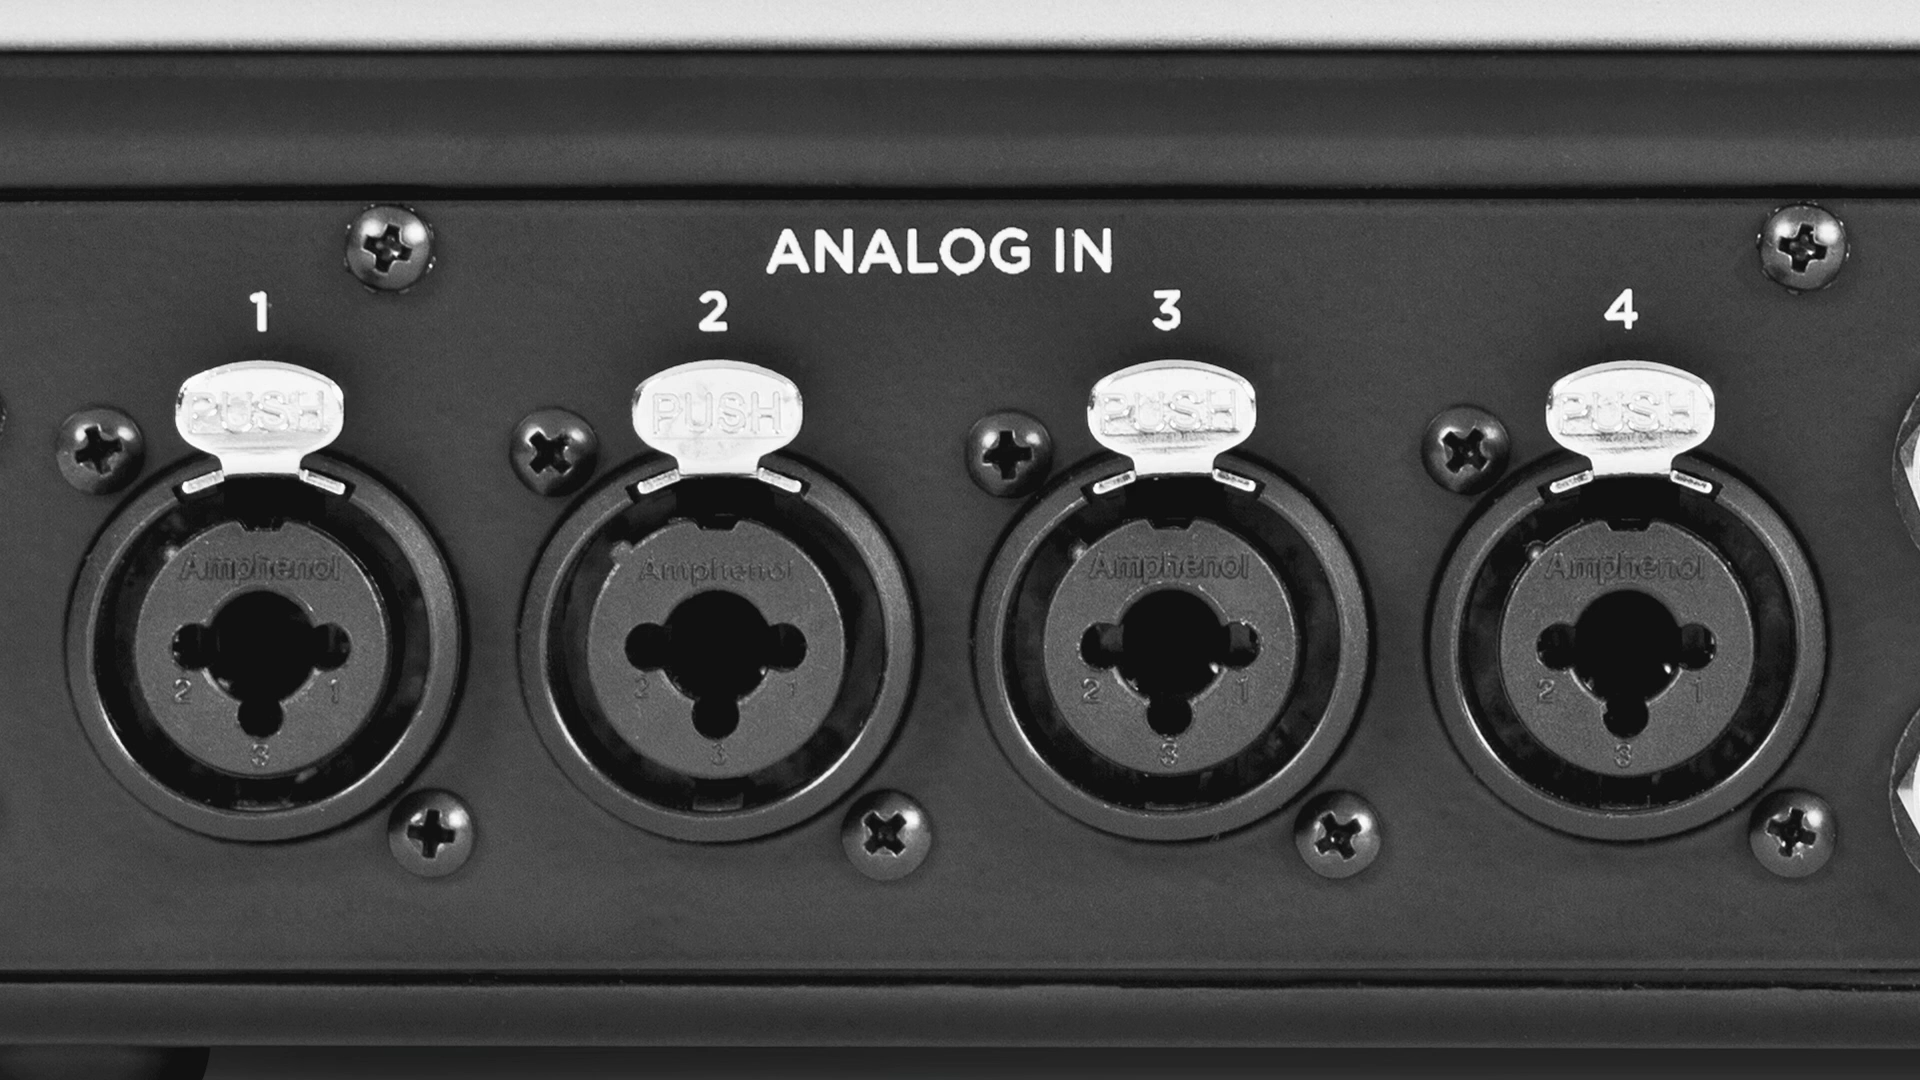 ANALOG IN
1 2 3 4
PUSH PUSH PUSH PUSH
Amphenol Amphenol Amphenol Amphenol
2 1 2 1 2 1 2 1
3 3 3 3